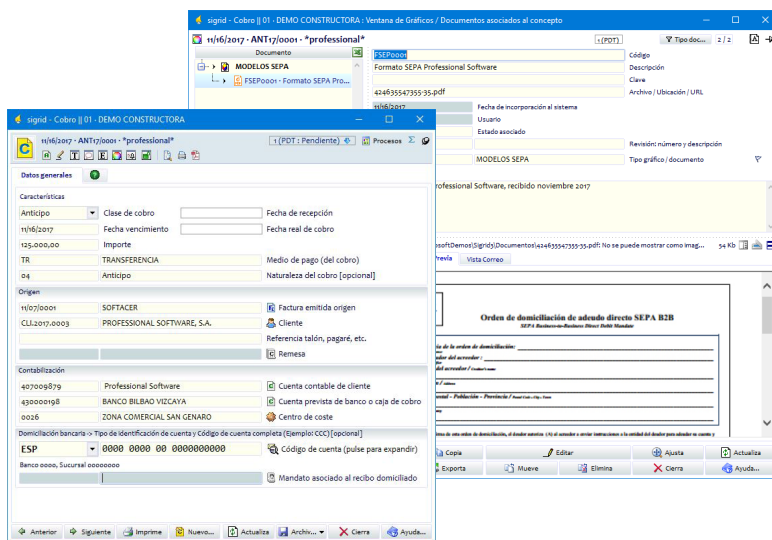 sigrid - Cobro || 01 - DEMO CONSTRUCTORA : Ventana de Gráficos / Documentos asociados al concepto
11/16/2017 - ANT17/0001 - *professional*
1 (PDT)
Tipo doc...
2 / 2
Documento
MODELOS SEPA
FSEP0001 - Formato SEPA Pro...
FSEP0001
Código
Formato SEPA Professional Software
Descripción
Clave
424635547355-35.pdf
Archivo / Ubicación / URL
11/16/2017
Fecha de incorporación al sistema
Usuario
Estado asociado
Revisión: número y descripción
MODELOS SEPA
Tipo gráfico / documento
rofessional Software, recibido noviembre 2017
osoftDemos\Sigrid3\Documentos\424635547355-35.pdf: No se puede mostrar como imag...
54 Kb
Previa
Vista Correo
Orden de domiciliación de adeudo directo SEPA B2B
SEPA Business-to-Business Direct Debit Mandate
Copia
Editar
Ajusta
Actualiza
Exporta
Mueve
Elimina
Cierra
Ayuda...
sigrid - Cobro || 01 - DEMO CONSTRUCTORA
11/16/2017 - ANT17/0001 - *professional*
1 (PDT : Pendiente)
Procesos
Datos generales
Características
Anticipo
Clase de cobro
Fecha de recepción
11/16/2017
Fecha vencimiento
Fecha real de cobro
125.000,00
Importe
TR
TRANSFERENCIA
Medio de pago (del cobro)
04
Anticipo
Naturaleza del cobro [opcional]
Origen
11/07/0001
SOFTACER
Factura emitida origen
CLI.2017.0003
PROFESSIONAL SOFTWARE, S.A.
Cliente
Referencia talón, pagaré, etc.
Remesa
Contabilización
407009879
Professional Software
Cuenta contable de cliente
430000198
BANCO BILBAO VIZCAYA
Cuenta prevista de banco o caja de cobro
0026
ZONA COMERCIAL SAN GENARO
Centro de coste
Domiciliación bancaria-> Tipo de identificación de cuenta y Código de cuenta completa (Ejemplo: CCC) [opcional]
ESP
0000 0000 00 0000000000
Código de cuenta (pulse para expandir)
Banco 0000, Sucursal 00000000
Mandato asociado al recibo domiciliado
Anterior
Siguiente
Imprime
Nuevo...
Actualiza
Archiv...
Cierra
Ayuda...